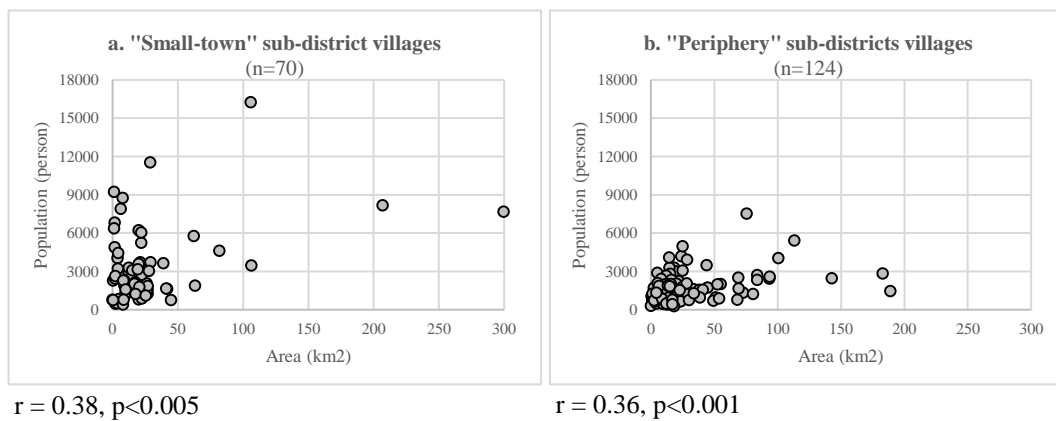 a. "Small-town" sub-district villages
(n=70)
18000
15000
12000
9000
6000
3000
0
Population (person)
0 50 100 150 200 250 300
Area (km2)
r = 0.38, p<0.005
b. "Periphery" sub-districts villages
(n=124)
18000
15000
12000
9000
6000
3000
0
Population (person)
0 50 100 150 200 250 300
Area (km2)
r = 0.36, p<0.001